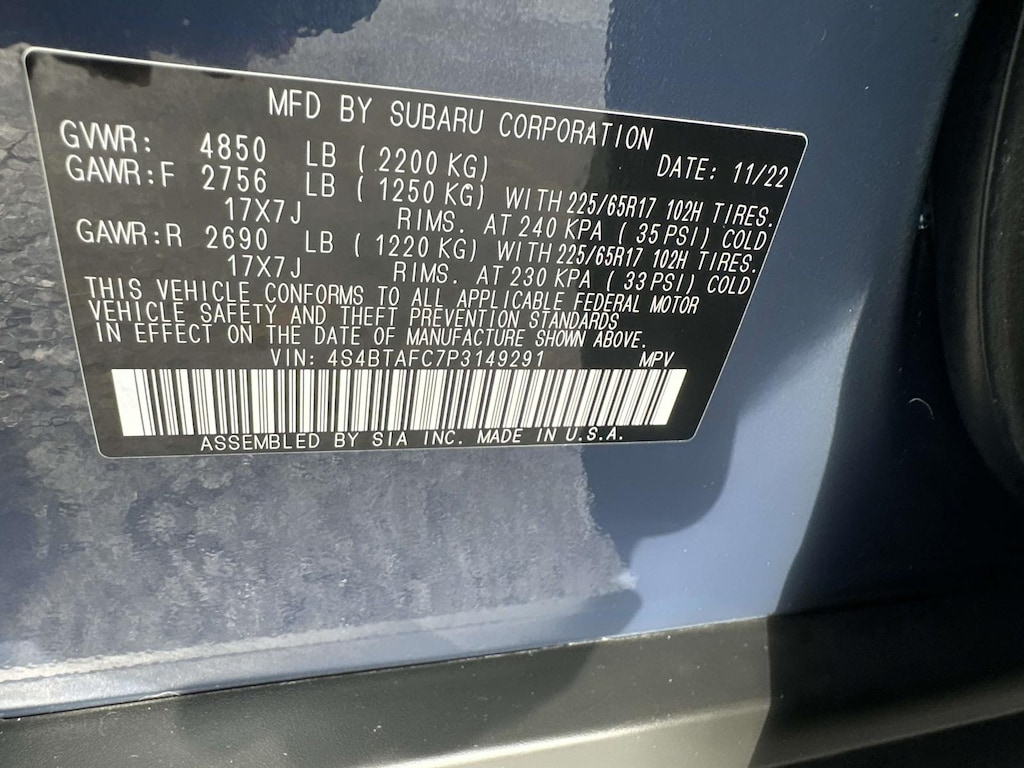 MFD BY SUBARU CORPORATION
GVWR: 4850 LB (2200 KG) DATE: 11/22
GAWR:F 2756 LB (1250 KG) WITH 225/65R17 102H TIRES.
17X7J RIMS. AT 240 KPA (35PSI) COLD
GAWR:R 2690 LB (1220 KG) WITH 225/65R17 102H TIRES.
17X7J RIMS. AT 230 KPA (33PSI) COLD
THIS VEHICLE CONFORMS TO ALL APPLICABLE FEDERAL MOTOR
VEHICLE SAFETY AND THEFT PREVENTION STANDARDS
IN EFFECT ON THE DATE OF MANUFACTURE SHOWN ABOVE.
VIN: 4S4BTAFC7P3149291 MPV
ASSEMBLED BY SIA INC. MADE IN U.S.A.